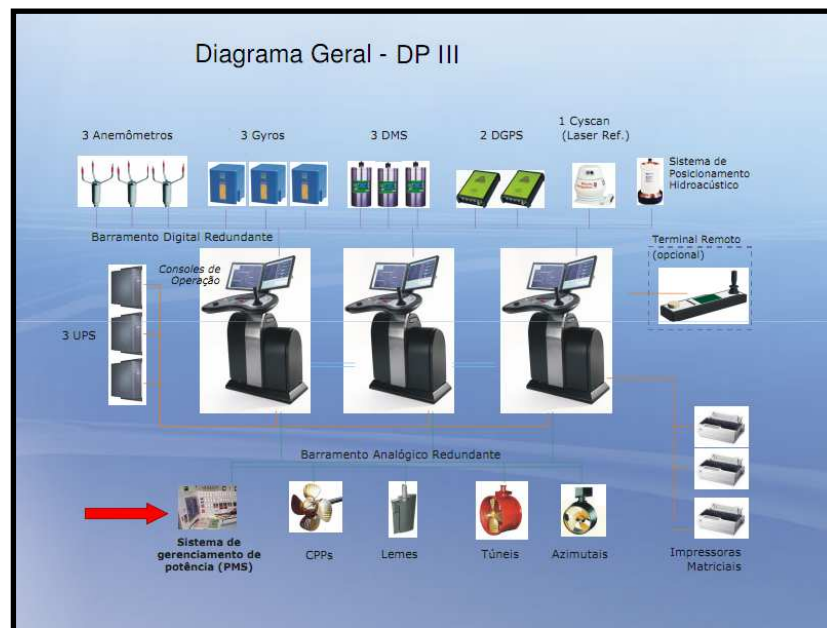 Diagrama Geral - DP III
3 Anemômetros
3 Gyros
3 DMS
2 DGPS
1 Cyscan
(Laser Ref.)
Sistema de
Posicionamento
Hidroacústico
Barramento Digital Redundante
Consoles de
Operação
Terminal Remoto
(opcional)
3 UPS
Barramento Analógico Redundante
Sistema de
gerenciamento de
potência (PMS)
CPPs
Lemes
Túneis
Azimutais
Impressoras
Matriciais